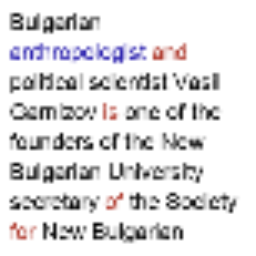 Bulgarian
anthropologist and
political scientist Vasil
Garnizov is one of the
founders of the New
Bulgarian University
secretary of the Society
for New Bulgarian